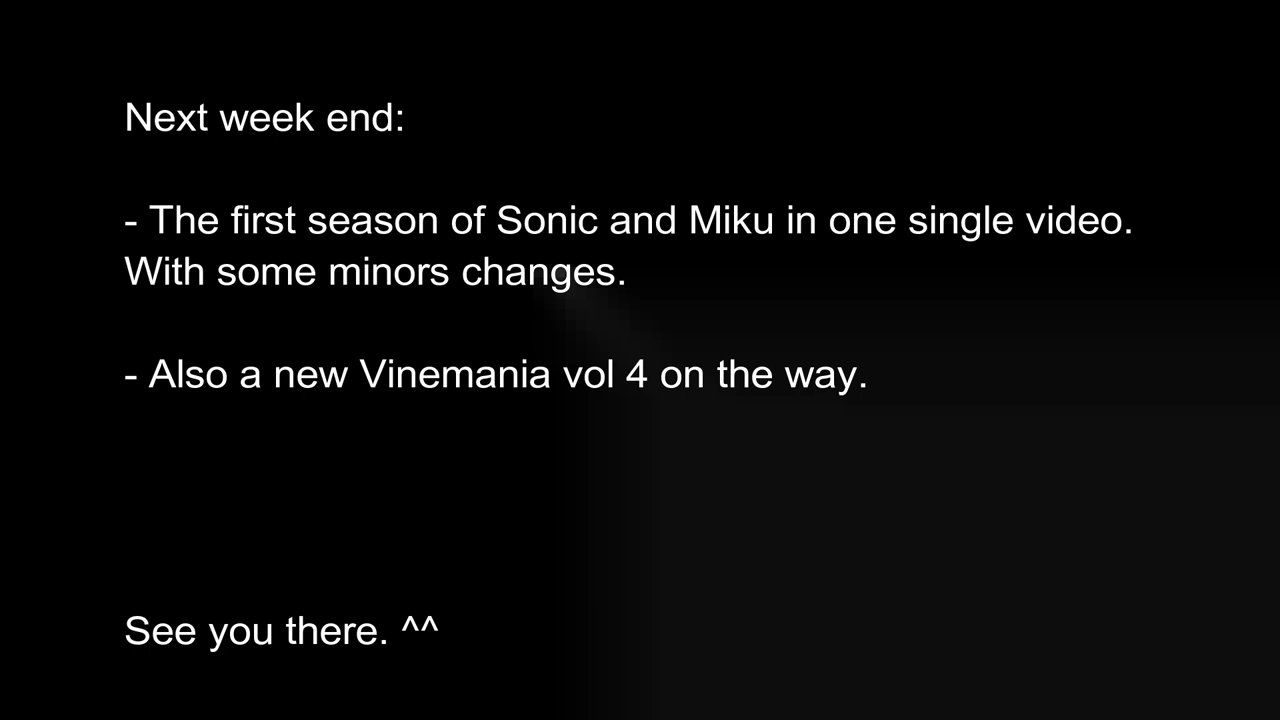 Next week end:
- The first season of Sonic and Miku in one single video.
With some minors changes.
- Also a new Vinemania vol 4 on the way.
See you there. ^^